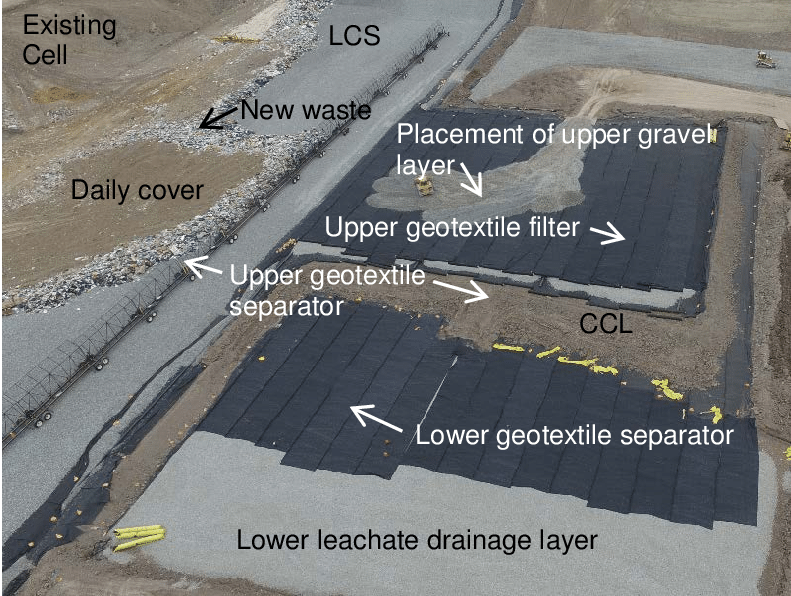 Existing
Cell
LCS
New waste
Placement of upper gravel
layer
Daily cover
Upper geotextile filter
Upper geotextile
separator
CCL
Lower geotextile separator
Lower leachate drainage layer